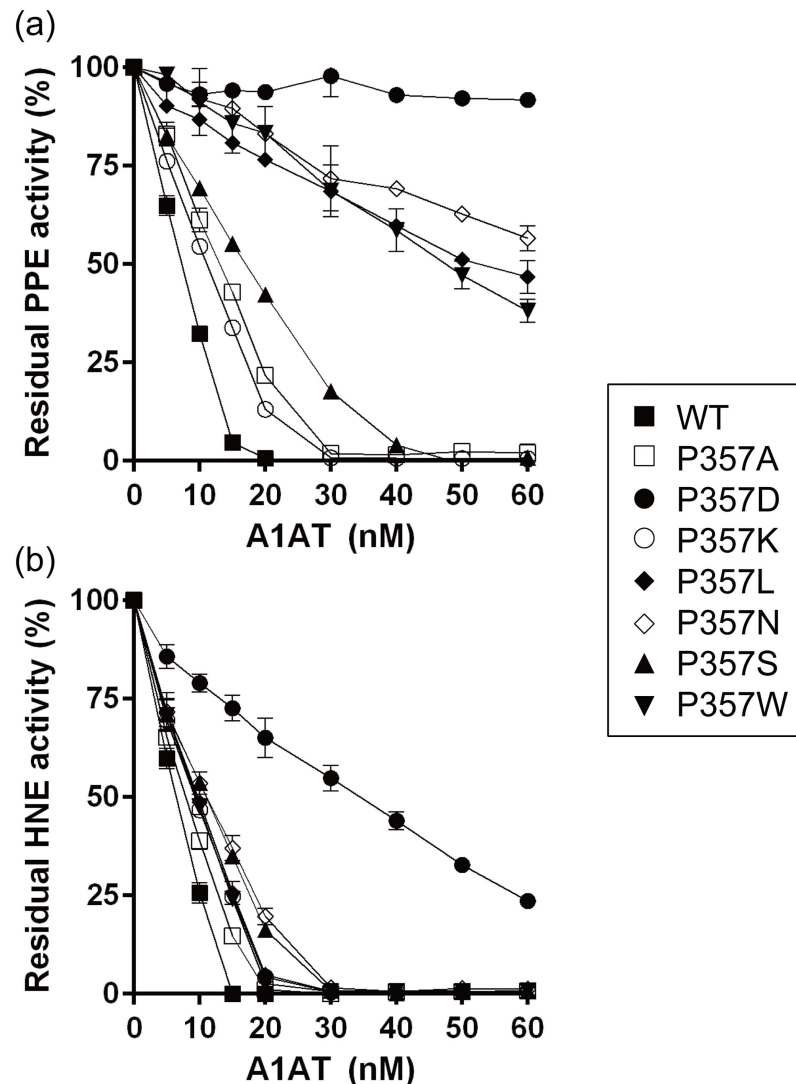 (a)
Residual PPE activity (%)
100
75
50
25
0
0 10 20 30 40 50 60
A1AT (nM)
(b)
Residual HNE activity (%)
100
75
50
25
0
0 10 20 30 40 50 60
A1AT (nM)
WT
P357A
P357D
P357K
P357L
P357N
P357S
P357W